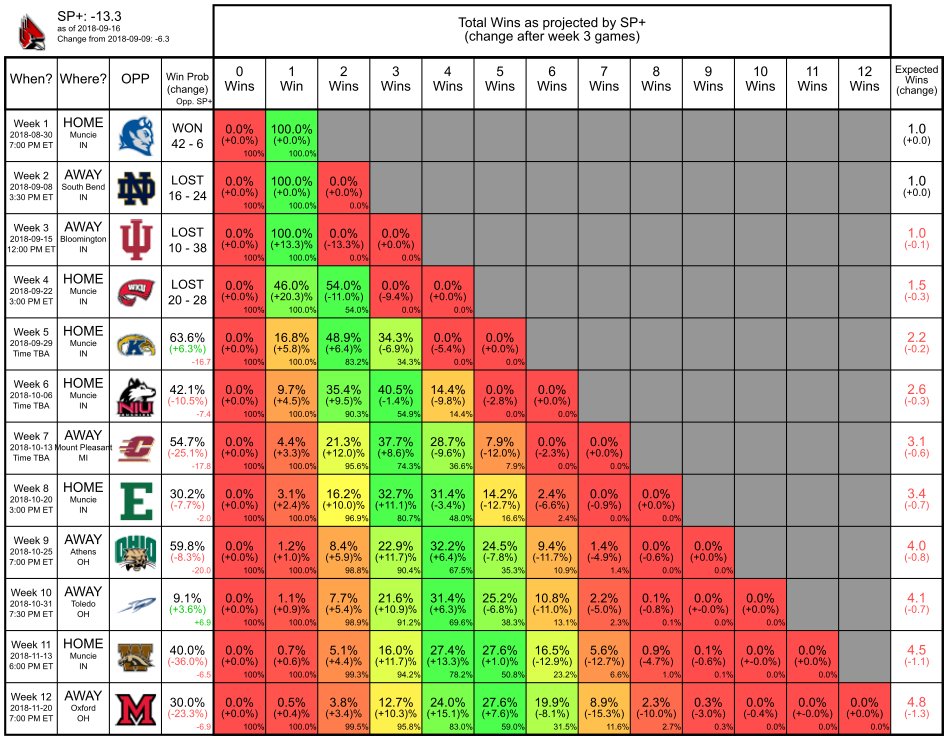 SP+: -13.3
as of 2018-09-16
Change from 2018-09-09: -6.3
Total Wins as projected by SP+
(change after week 3 games)
When? Where? OPP Win Prob (change) Opp. SP+ 0 Wins 1 Win 2 Wins 3 Wins 4 Wins 5 Wins 6 Wins 7 Wins 8 Wins 9 Wins 10 Wins 11 Wins 12 Wins Expected Wins (change)
Week 1 HOME WON 0.0% 100.0% 1.0
2018-08-30 Muncie 42 - 6 (+0.0%) (+0.0%) (+0.0)
7:00 PM ET IN 100% 100.0%
Week 2 AWAY ND LOST 0.0% 100.0% 0.0% 1.0
2018-09-08 South Bend 16 - 24 (+0.0%) (+0.0%) (+0.0%) (+0.0)
3:30 PM ET IN 100% 100.0% 0.0%
Week 3 AWAY LOST 0.0% 100.0% 0.0% 0.0% 1.0
2018-09-15 Bloomington 10 - 38 (+0.0%) (+13.3)% (-13.3%) (+0.0%) (-0.1)
12:00 PM ET IN 100% 100.0% 0.0% 0.0%
Week 4 HOME WKU LOST 0.0% 46.0% 54.0% 0.0% 0.0% 1.5
2018-09-22 Muncie 20 - 28 (+0.0%) (+20.3)% (-11.0%) (-9.4%) (+0.0%) (-0.3)
3:00 PM ET IN 100% 100.0% 54.0% 0.0% 0.0%
Week 5 HOME K 63.6% 0.0% 16.8% 48.9% 34.3% 0.0% 0.0% 2.2
2018-09-29 Muncie (+6.3%) (+0.0%) (+5.8)% (+6.4)% (-6.9%) (-5.4%) (+0.0%) (-0.2)
Time TBA IN -16.7 100% 100.0% 83.2% 34.3% 0.0% 0.0%
Week 6 HOME NIU 42.1% 0.0% 9.7% 35.4% 40.5% 14.4% 0.0% 0.0% 2.6
2018-10-06 Muncie (-10.5%) (+0.0%) (+4.5)% (+9.5)% (-1.4%) (-9.8%) (-2.8%) (+0.0%) (-0.3)
Time TBA IN -7.4 100% 100.0% 90.3% 54.9% 14.4% 0.0% 0.0%
Week 7 AWAY C 54.7% 0.0% 4.4% 21.3% 37.7% 28.7% 7.9% 0.0% 0.0% 3.1
2018-10-13 Mount Pleasant (-25.1%) (+0.0%) (+3.3)% (+12.0)% (+8.6)% (-9.6%) (-12.0%) (-2.3%) (+0.0%) (-0.6)
Time TBA MI -17.8 100% 100.0% 95.6% 74.3% 36.6% 7.9% 0.0% 0.0%
Week 8 HOME E 30.2% 0.0% 3.1% 16.2% 32.7% 31.4% 14.2% 2.4% 0.0% 0.0% 3.4
2018-10-20 Muncie (-7.7%) (+0.0%) (+2.4)% (+10.0)% (+11.1)% (-3.4%) (-12.7%) (-6.6%) (-0.9%) (+0.0%) (-0.7)
3:00 PM ET IN -2.0 100% 100.0% 96.9% 80.7% 48.0% 16.6% 2.4% 0.0% 0.0%
Week 9 AWAY OHIO 59.8% 0.0% 1.2% 8.4% 22.9% 32.2% 24.5% 9.4% 1.4% 0.0% 0.0% 4.0
2018-10-25 Athens (-8.3%) (+0.0%) (+1.0)% (+5.9)% (+11.7)% (+6.4)% (-7.8%) (-11.7%) (-4.9%) (-0.6%) (+0.0%) (-0.8)
7:00 PM ET OH -20.0 100% 100.0% 98.8% 90.4% 67.5% 35.3% 10.9% 1.4% 0.0% 0.0%
Week 10 AWAY 9.1% 0.0% 1.1% 7.7% 21.6% 31.4% 25.2% 10.8% 2.2% 0.1% 0.0% 0.0% 4.1
2018-10-31 Toledo (+3.6%) (+0.0%) (+0.9)% (+5.4)% (+10.9)% (+6.3)% (-6.8%) (-11.0%) (-5.0%) (-0.8%) (+-0.0%) (+0.0%) (-0.7)
7:30 PM ET OH +6.9 100% 100.0% 98.9% 91.2% 69.6% 38.3% 13.1% 2.3% 0.1% 0.0% 0.0%
Week 11 HOME W 40.0% 0.0% 0.7% 5.1% 16.0% 27.4% 27.6% 16.5% 5.6% 0.9% 0.1% 0.0% 0.0% 4.5
2018-11-13 Muncie (-36.0%) (+0.0%) (+0.6)% (+4.4)% (+11.7)% (+13.3)% (+1.0)% (-12.9%) (-12.7%) (-4.7%) (-0.6%) (+-0.0%) (+0.0%) (-1.1)
6:00 PM ET IN -6.5 100% 100.0% 99.3% 94.2% 78.2% 50.8% 23.2% 6.6% 1.0% 0.1% 0.0% 0.0%
Week 12 AWAY M 30.0% 0.0% 0.5% 3.8% 12.7% 24.0% 27.6% 19.9% 8.9% 2.3% 0.3% 0.0% 0.0% 0.0% 4.8
2018-11-20 Oxford (-23.3%) (+0.0%) (+0.4)% (+3.4)% (+10.3)% (+15.1)% (+7.6)% (-8.1%) (-15.3%) (-10.0%) (-3.0%) (-0.4%) (+-0.0%) (+0.0%) (-1.3)
7:00 PM ET OH -6.9 100% 100.0% 99.5% 95.8% 83.0% 59.0% 31.5% 11.6% 2.7% 0.3% 0.0% 0.0% 0.0%